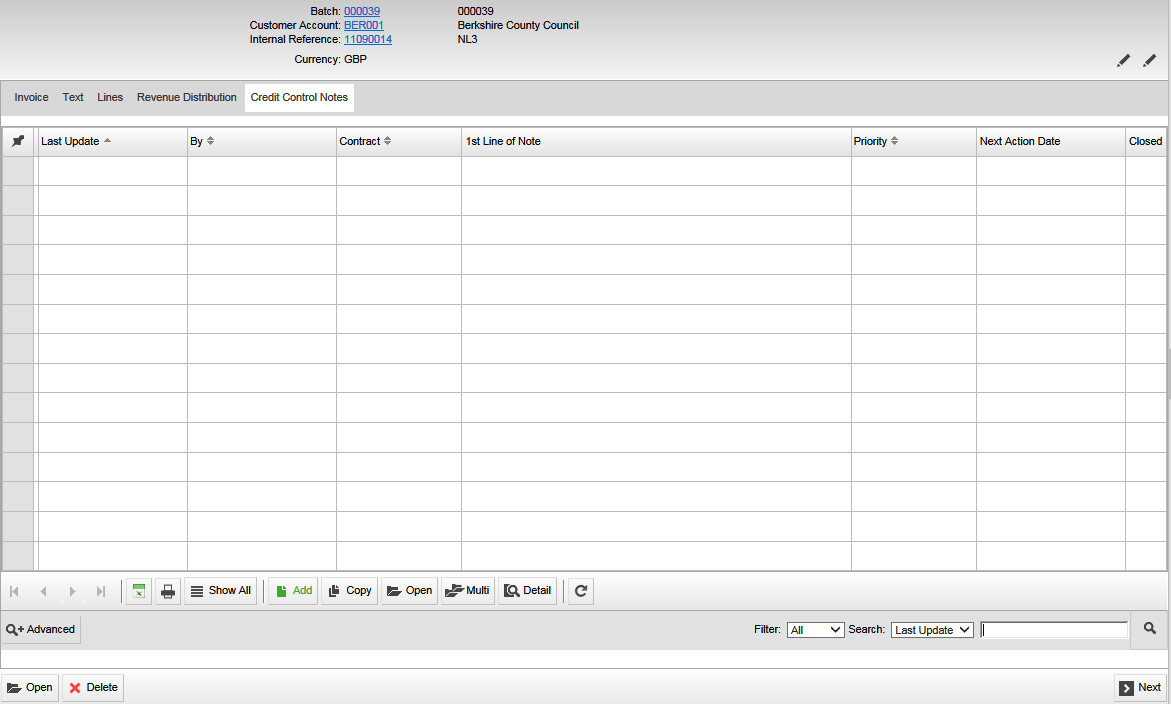 Batch: 000039 000039
Customer Account: BER001 Berkshire County Council
Internal Reference: 11090014 NL3
Currency: GBP
Invoice Text Lines Revenue Distribution Credit Control Notes
Last Update By Contract 1st Line of Note Priority Next Action Date Closed
Show All Add Copy Open Multi Detail
Advanced Filter: All Search: Last Update
Open Delete Next